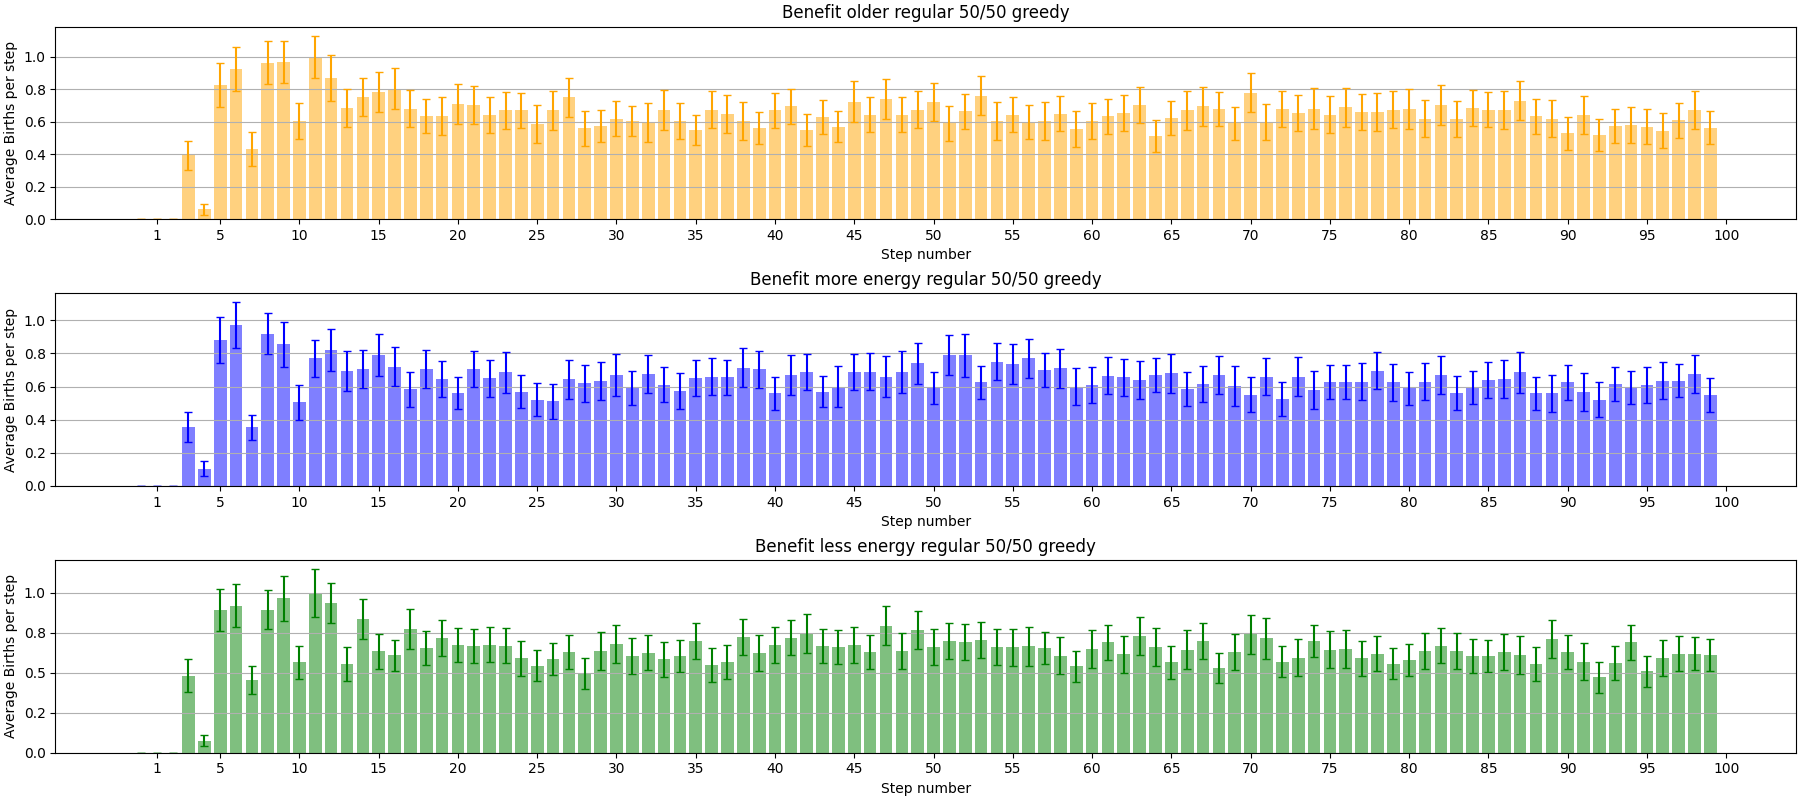 Benefit older regular 50/50 greedy
Average Births per step
1.0
0.8
0.6
0.4
0.2
0.0
1 5 10 15 20 25 30 35 40 45 50 55 60 65 70 75 80 85 90 95 100
Step number
Benefit more energy regular 50/50 greedy
Average Births per step
1.0
0.8
0.6
0.4
0.2
0.0
1 5 10 15 20 25 30 35 40 45 50 55 60 65 70 75 80 85 90 95 100
Step number
Benefit less energy regular 50/50 greedy
Average Births per step
1.0
0.8
0.5
0.2
0.0
1 5 10 15 20 25 30 35 40 45 50 55 60 65 70 75 80 85 90 95 100
Step number